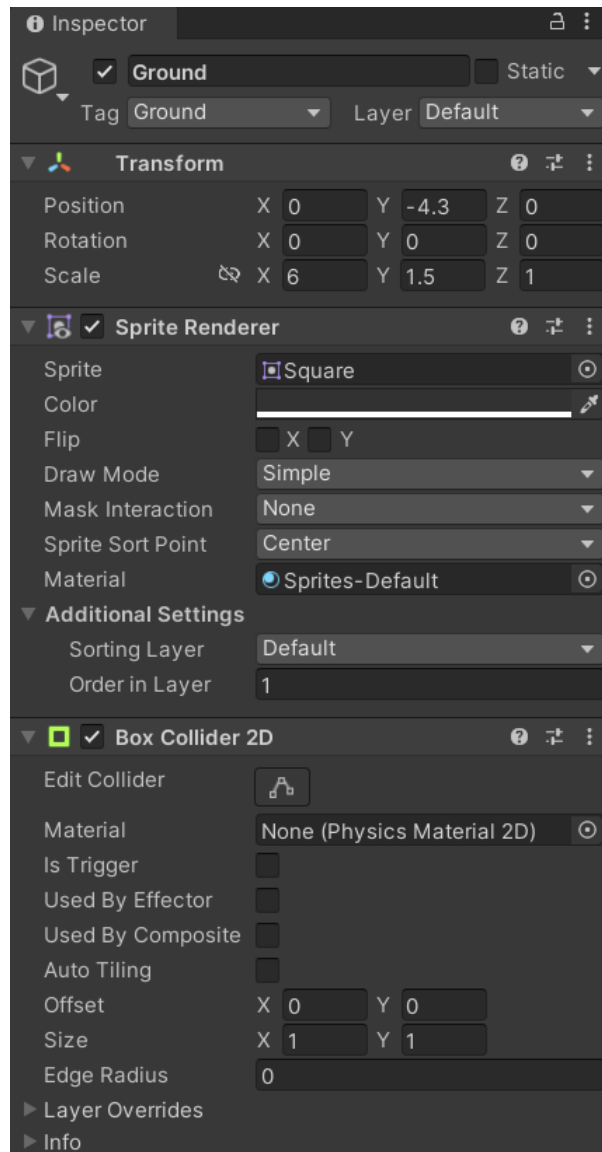 Inspector
Ground Static
Tag Ground Layer Default
Transform
Position X 0 Y -4.3 Z 0
Rotation X 0 Y 0 Z 0
Scale X 6 Y 1.5 Z 1
Sprite Renderer
Sprite Square
Color
Flip X Y
Draw Mode Simple
Mask Interaction None
Sprite Sort Point Center
Material Sprites-Default
Additional Settings
Sorting Layer Default
Order in Layer 1
Box Collider 2D
Edit Collider
Material None (Physics Material 2D)
Is Trigger
Used By Effector
Used By Composite
Auto Tiling
Offset X 0 Y 0
Size X 1 Y 1
Edge Radius 0
Layer Overrides
Info